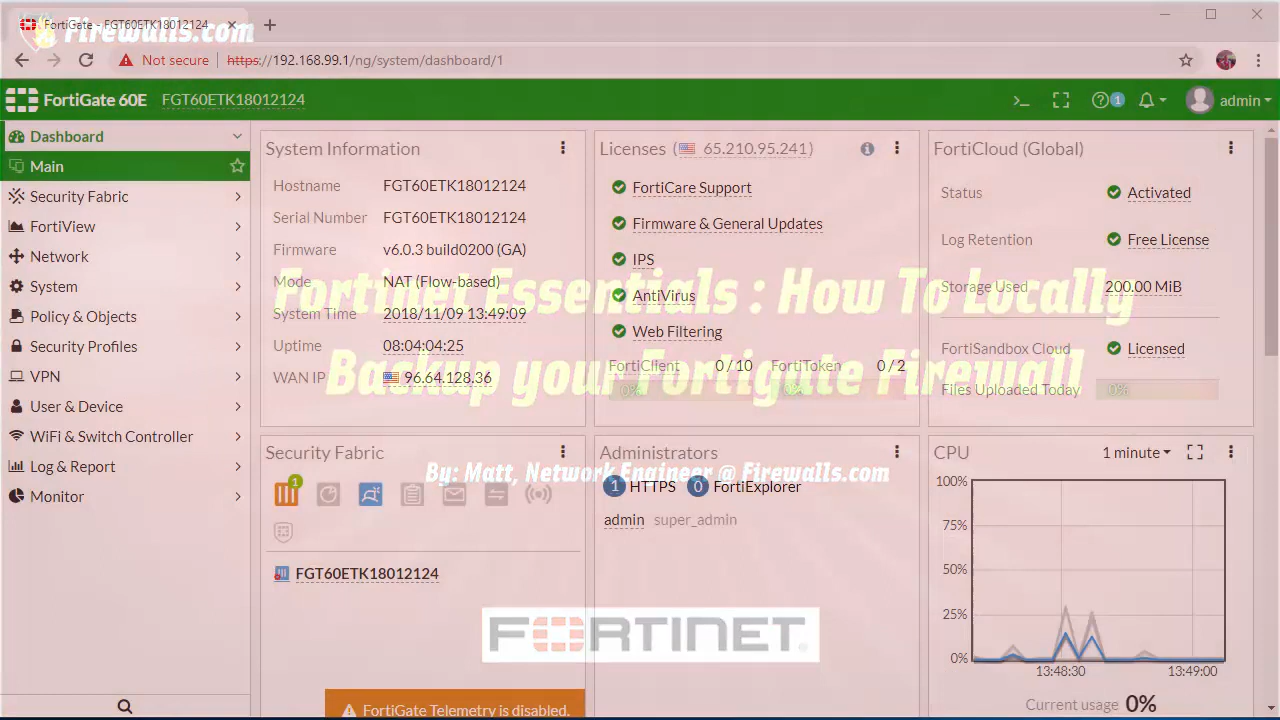 FortiGate - FGT60ETK18012124
Firewalls.com
Not secure
https://192.168.99.1/ng/system/dashboard/1
FortiGate 60E
FGT60ETK18012124
>_
1
admin
Dashboard
Main
Security Fabric
FortiView
Network
System
Policy & Objects
Security Profiles
VPN
User & Device
WiFi & Switch Controller
Log & Report
Monitor
System Information
Hostname FGT60ETK18012124
Serial Number FGT60ETK18012124
Firmware v6.0.3 build0200 (GA)
Mode NAT (Flow-based)
System Time 2018/11/09 13:49:09
Uptime 08:04:04:25
WAN IP 96.64.128.36
Licenses (65.210.95.241)
FortiCare Support
Firmware & General Updates
IPS
AntiVirus
Web Filtering
FortiClient 0/10 FortiToken 0/2
0% 0%
FortiCloud (Global)
Status Activated
Log Retention Free License
Storage Used 200.00 MiB
FortiSandbox Cloud Licensed
Files Uploaded Today 0%
Fortinet Essentials : How To Locally
Backup your Fortigate Firewall
By: Matt, Network Engineer @ Firewalls.com
Security Fabric
1
FGT60ETK18012124
FortiGate Telemetry is disabled.
Administrators
1 HTTPS 0 FortiExplorer
admin super_admin
FORTINET
CPU 1 minute
100%
75%
50%
25%
0%
13:48:30 13:49:00
Current usage 0%